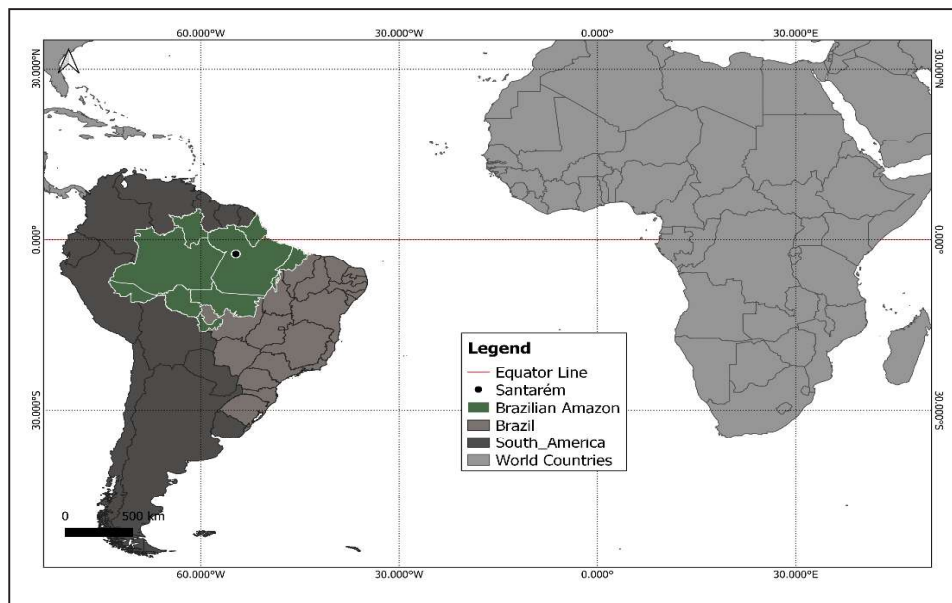 60.000°W
30.000°W
0.000°
30.000°E
30.000°N
30.000°N
0.000°
0.000°
30.000°S
30.000°S
Legend
Equator Line
Santarém
Brazilian Amazon
Brazil
South_America
World Countries
0
500 km
60.000°W
30.000°W
0.000°
30.000°E